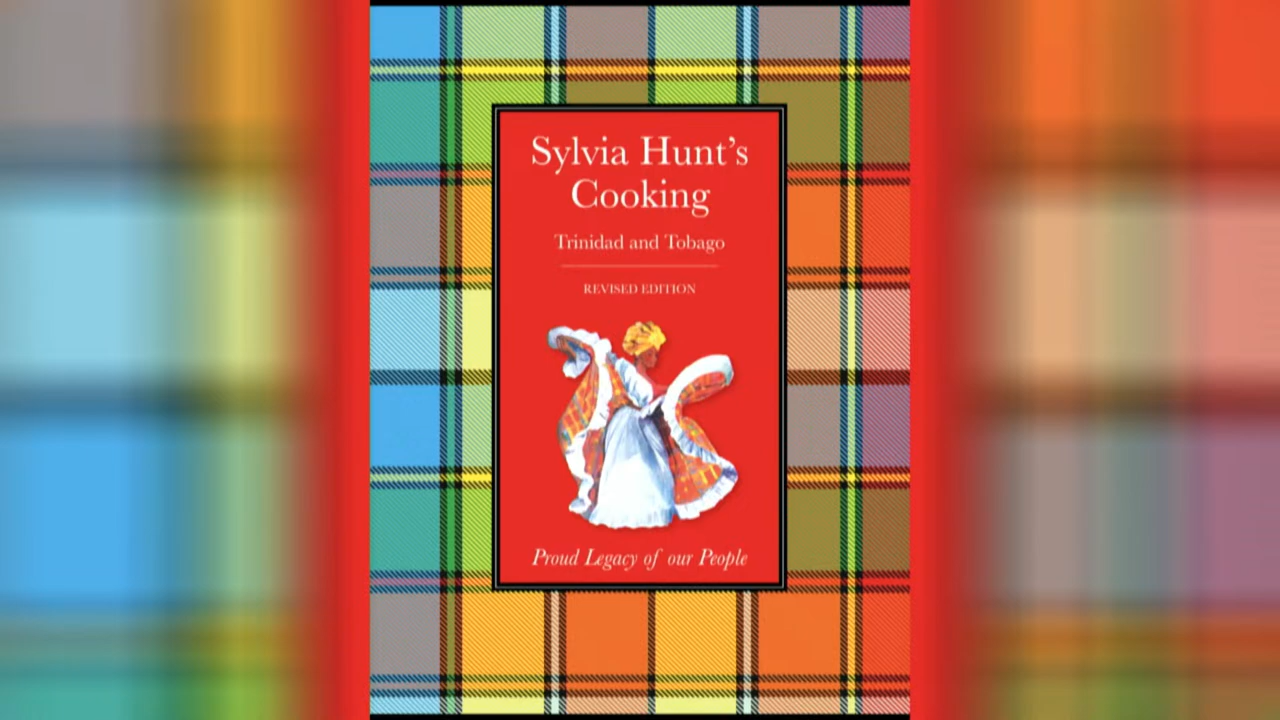 Sylvia Hunt’s
Cooking
Trinidad and Tobago
REVISED EDITION
Proud Legacy of our People